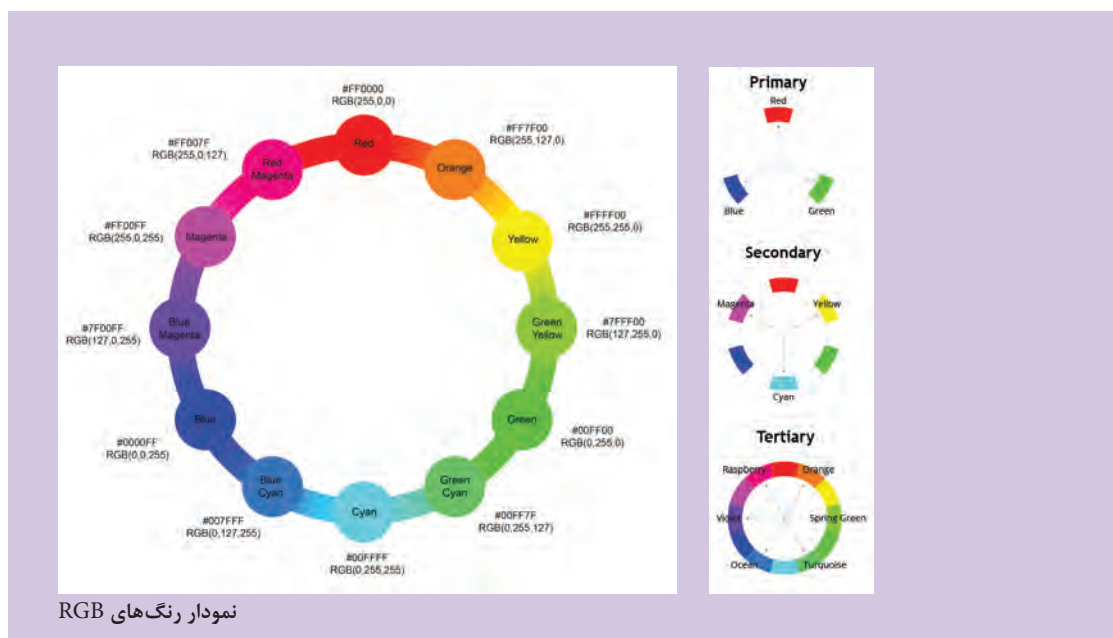 #FF0000
RGB(255,0,0)
Red
#FF7F00
RGB(255,127,0)
Orange
#FFFF00
RGB(255,255,0)
Yellow
#7FFF00
RGB(127,255,0)
Green
Yellow
#00FF00
RGB(0,255,0)
Green
#00FF7F
RGB(0,255,127)
Green
Cyan
#00FFFF
RGB(0,255,255)
Cyan
#007FFF
RGB(0,127,255)
Blue
Cyan
#0000FF
RGB(0,0,255)
Blue
#7F00FF
RGB(127,0,255)
Blue
Magenta
#FF00FF
RGB(255,0,255)
Magenta
#FF007F
RGB(255,0,127)
Red
Magenta
Primary
Red
Blue
Green
Secondary
Magenta
Yellow
Cyan
Tertiary
Raspberry
Orange
Violet
Spring Green
Ocean
Turquoise
نمودار رنگ‌های RGB